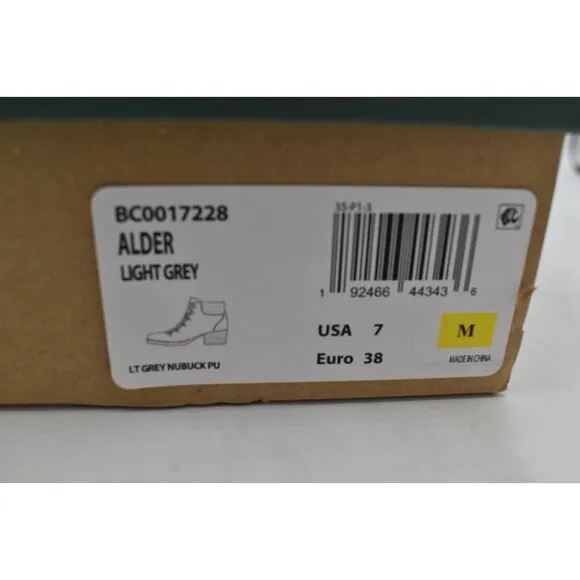 BC0017228
ALDER
LIGHT GREY
LT GREY NUBUCK PU
35-P1-3
1 92466 44343 6
USA 7
M
Euro 38
MADE IN CHINA